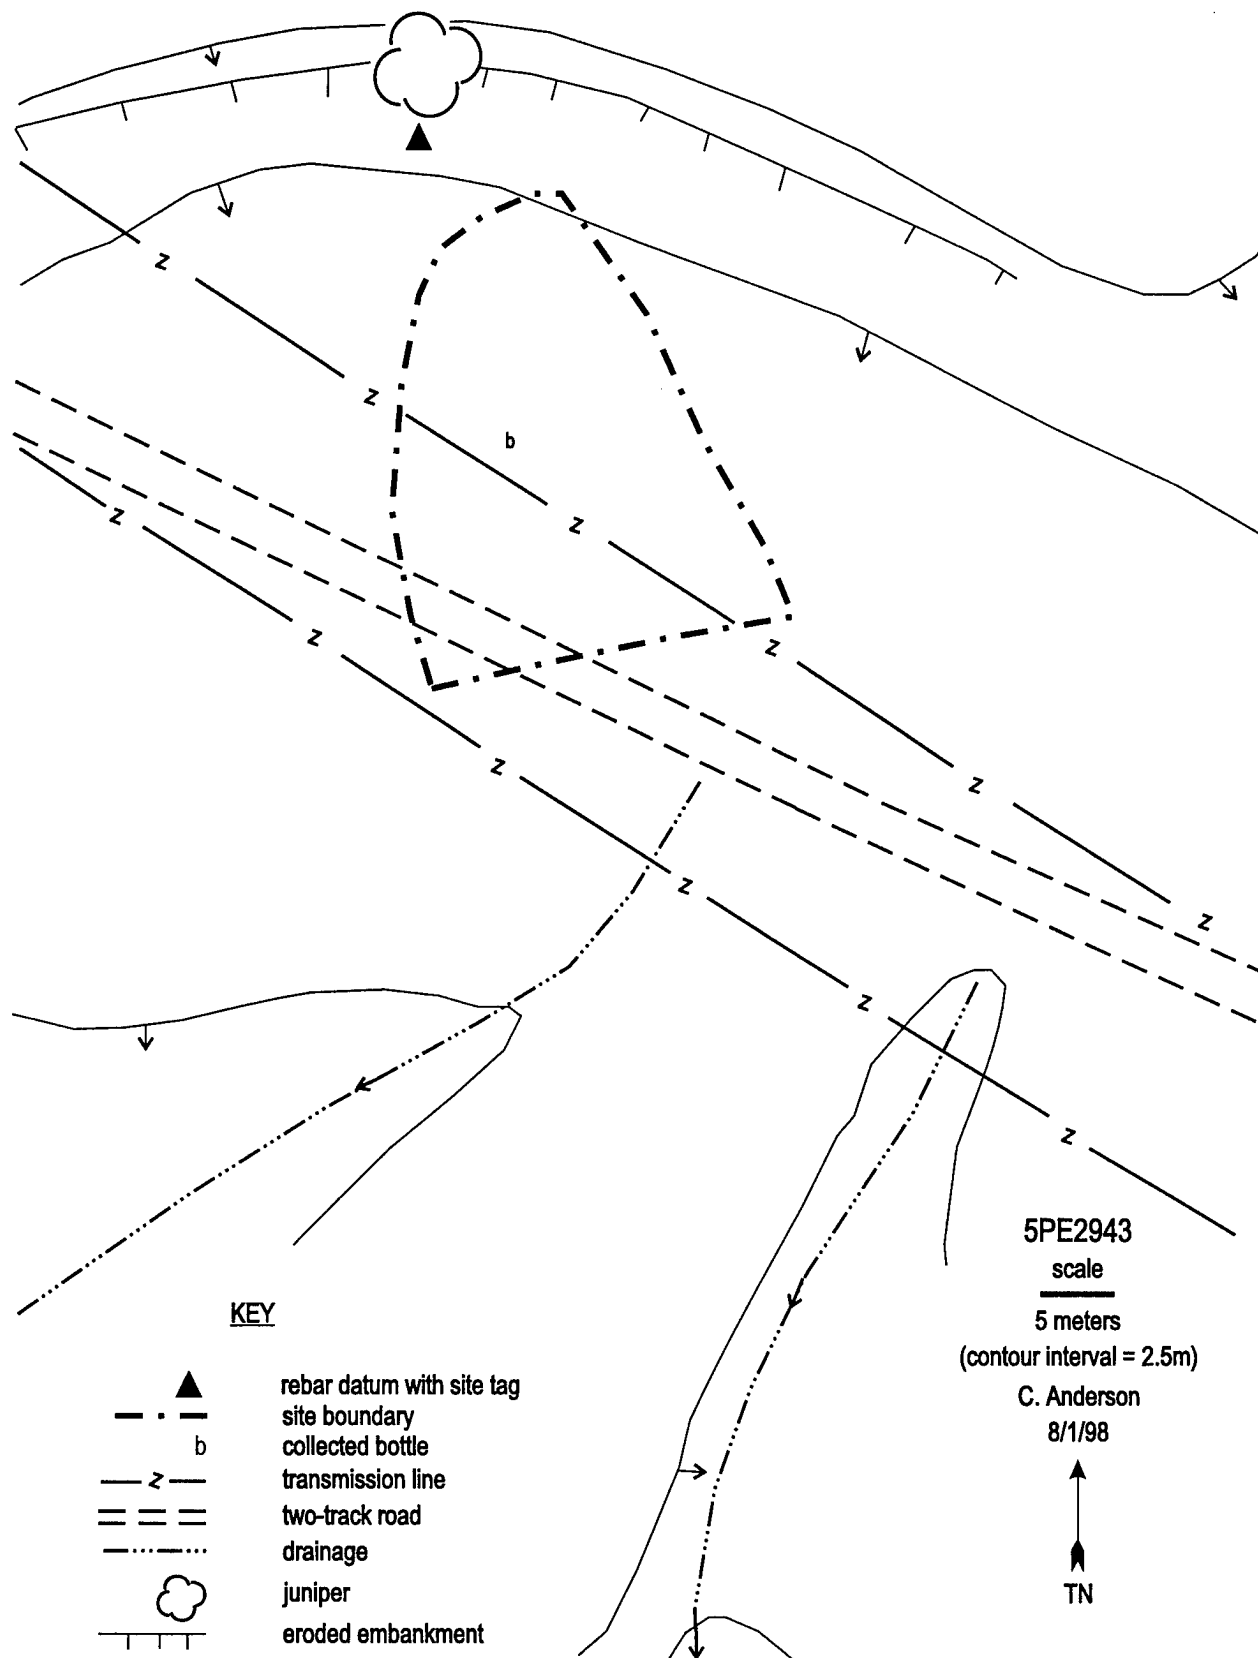 z
z
b
z
z
z
z
z
z
z
z
z
z
5PE2943
scale
5 meters
(contour interval = 2.5m)
C. Anderson
8/1/98
TN
KEY
rebar datum with site tag
site boundary
b collected bottle
z transmission line
two-track road
drainage
juniper
eroded embankment